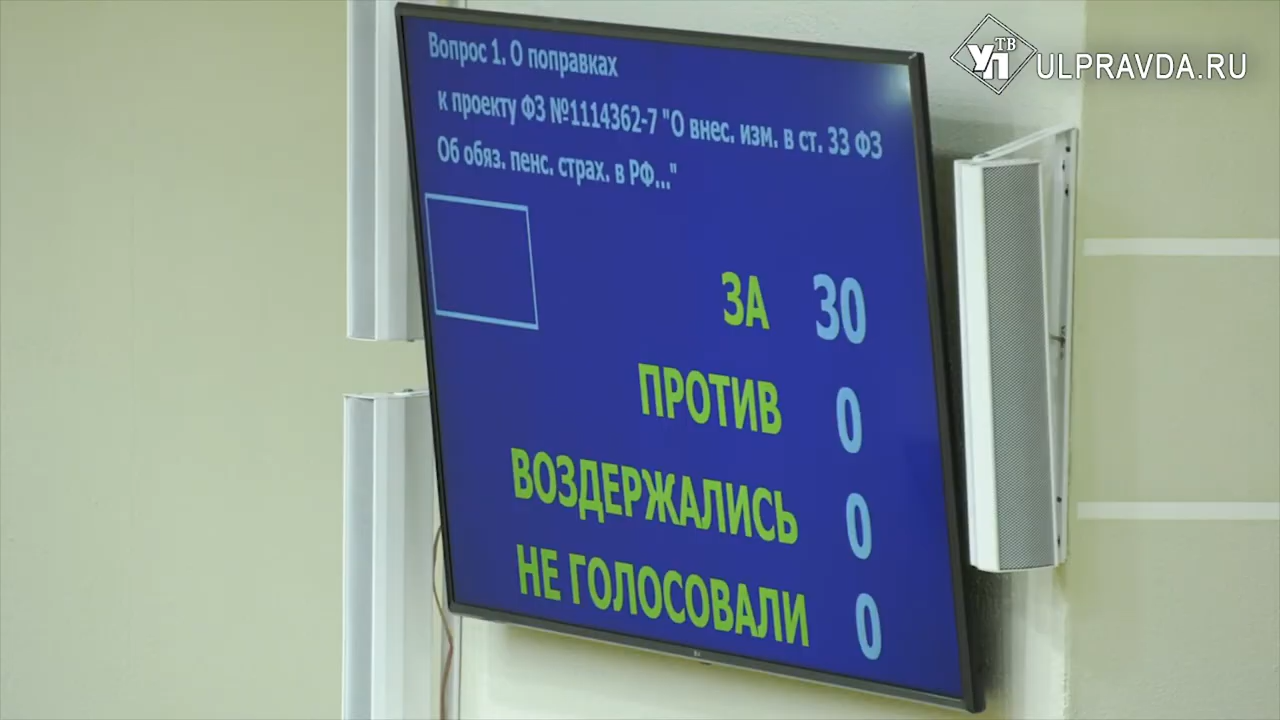 Вопрос 1. О поправках
к проекту ФЗ №1114362-7 "О внес. изм. в ст. 33 ФЗ
Об обяз. пенс. страх. в РФ..."
ЗА 30
ПРОТИВ 0
ВОЗДЕРЖАЛИСЬ 0
НЕ ГОЛОСОВАЛИ 0
УП ТВ ULPRAVDA.RU